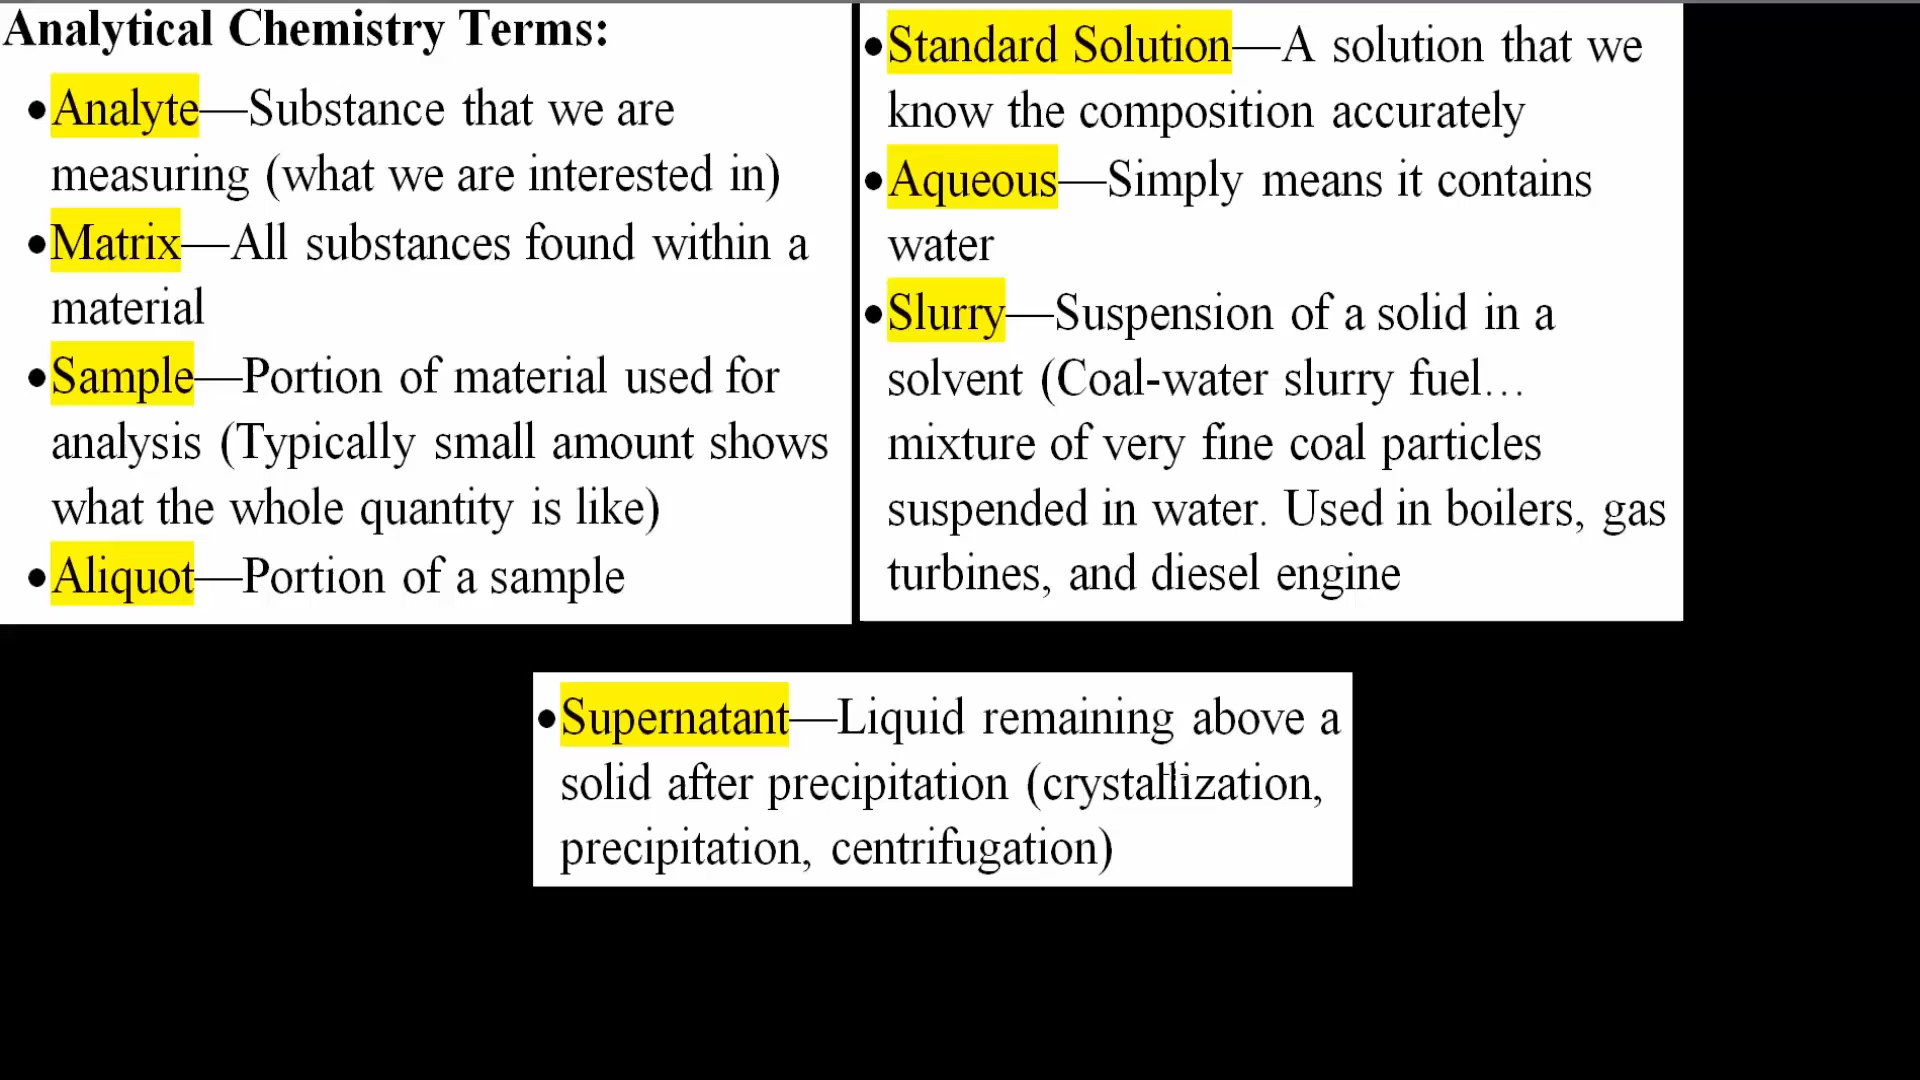 Analytical Chemistry Terms:
•Analyte—Substance that we are
measuring (what we are interested in)
•Matrix—All substances found within a
material
•Sample—Portion of material used for
analysis (Typically small amount shows
what the whole quantity is like)
•Aliquot—Portion of a sample
•Standard Solution—A solution that we
know the composition accurately
•Aqueous—Simply means it contains
water
•Slurry—Suspension of a solid in a
solvent (Coal-water slurry fuel…
mixture of very fine coal particles
suspended in water. Used in boilers, gas
turbines, and diesel engine
•Supernatant—Liquid remaining above a
solid after precipitation (crystallization,
precipitation, centrifugation)